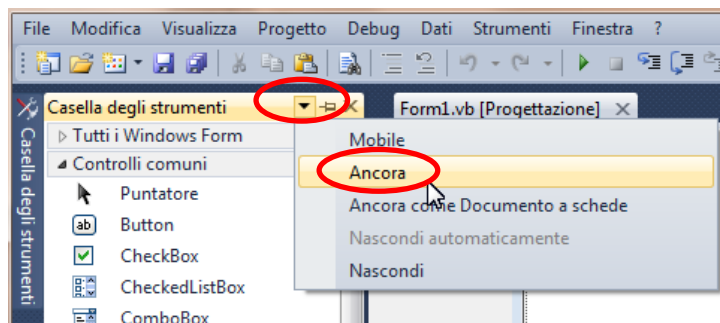 File Modifica Visualizza Progetto Debug Dati Strumenti Finestra ?
Casella degli strumenti
Form1.vb [Progettazione]
Casella degli strumenti
Tutti i Windows Form
Controlli comuni
Puntatore
ab Button
CheckBox
CheckedListBox
ComboBox
Mobile
Ancora
Ancora come Documento a schede
Nascondi automaticamente
Nascondi